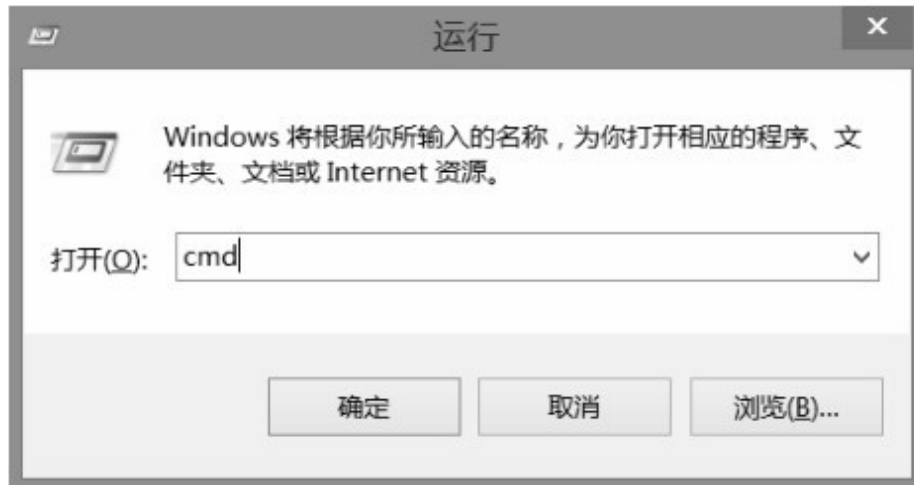 运行
Windows 将根据你所输入的名称，为你打开相应的程序、文
件夹、文档或 Internet 资源。
打开(O): cmd
确定 取消 浏览(B)...